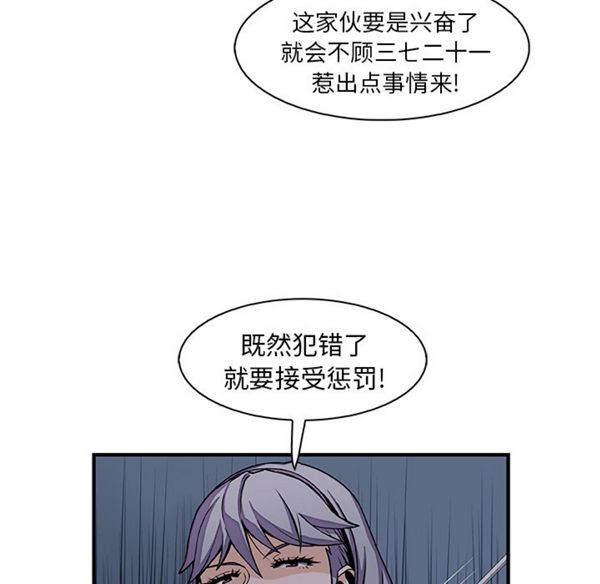 这家伙要是兴奋了
就会不顾三七二十一
惹出点事情来!
既然犯错了
就要接受惩罚!